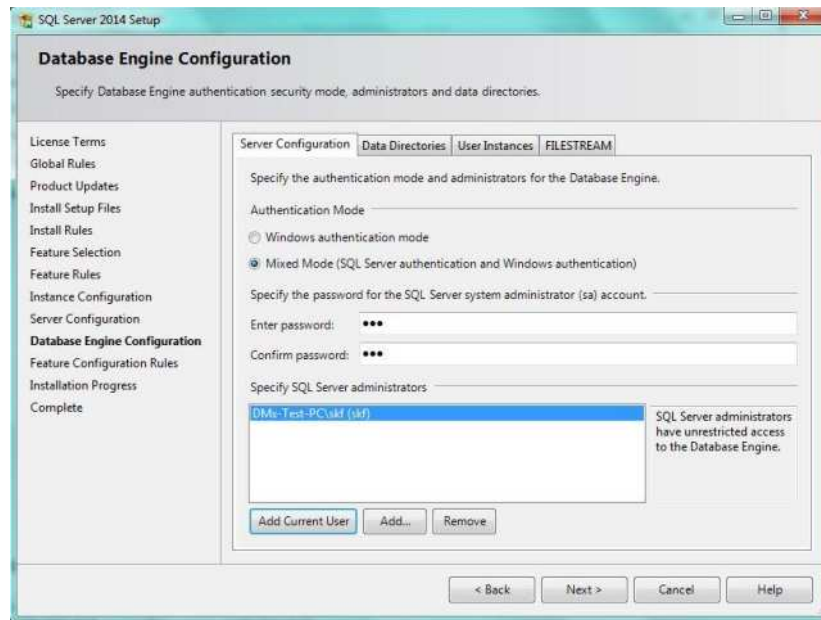 SQL Server 2014 Setup
Database Engine Configuration
Specify Database Engine authentication security mode, administrators and data directories.
License Terms
Global Rules
Product Updates
Install Setup Files
Install Rules
Feature Selection
Feature Rules
Instance Configuration
Server Configuration
Database Engine Configuration
Feature Configuration Rules
Installation Progress
Complete
Server Configuration Data Directories User Instances FILESTREAM
Specify the authentication mode and administrators for the Database Engine.
Authentication Mode
Windows authentication mode
Mixed Mode (SQL Server authentication and Windows authentication)
Specify the password for the SQL Server system administrator (sa) account.
Enter password: •••
Confirm password: •••
Specify SQL Server administrators
DMx-Test-PC\skf (skf)
SQL Server administrators
have unrestricted access
to the Database Engine.
Add Current User Add... Remove
< Back Next > Cancel Help